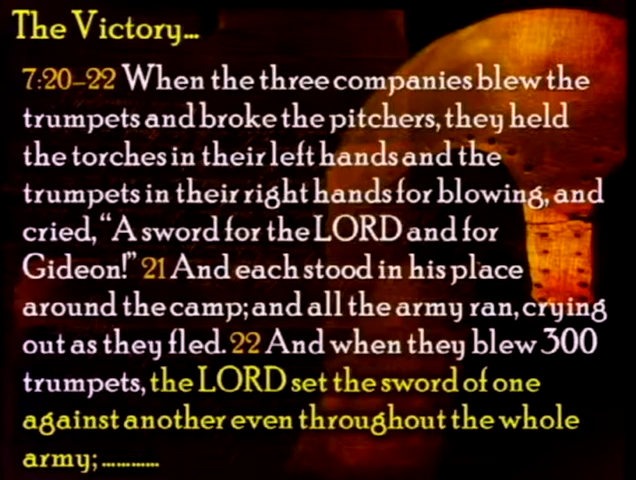 The Victory...
7:20-22 When the three companies blew the
trumpets and broke the pitchers, they held
the torches in their left hands and the
trumpets in their right hands for blowing, and
cried, “A sword for the LORD and for
Gideon!” 21 And each stood in his place
around the camp; and all the army ran, crying
out as they fled. 22 And when they blew 300
trumpets, the LORD set the sword of one
against another even throughout the whole
army; ............